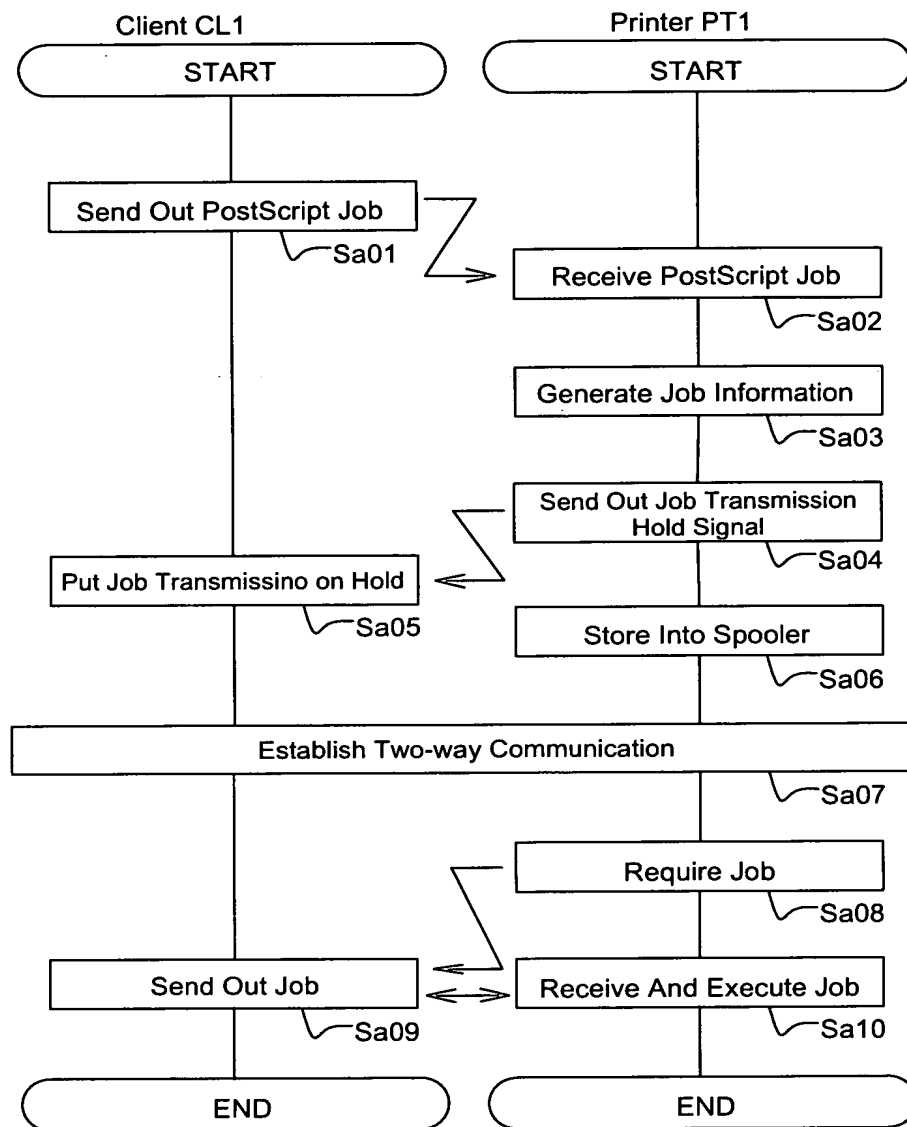 Client CL1
Printer PT1
START
START
Send Out PostScript Job
Sa01
Receive PostScript Job
Sa02
Generate Job Information
Sa03
Send Out Job Transmission
Hold Signal
Sa04
Put Job Transmissino on Hold
Sa05
Store Into Spooler
Sa06
Establish Two-way Communication
Sa07
Require Job
Sa08
Send Out Job
Sa09
Receive And Execute Job
Sa10
END
END